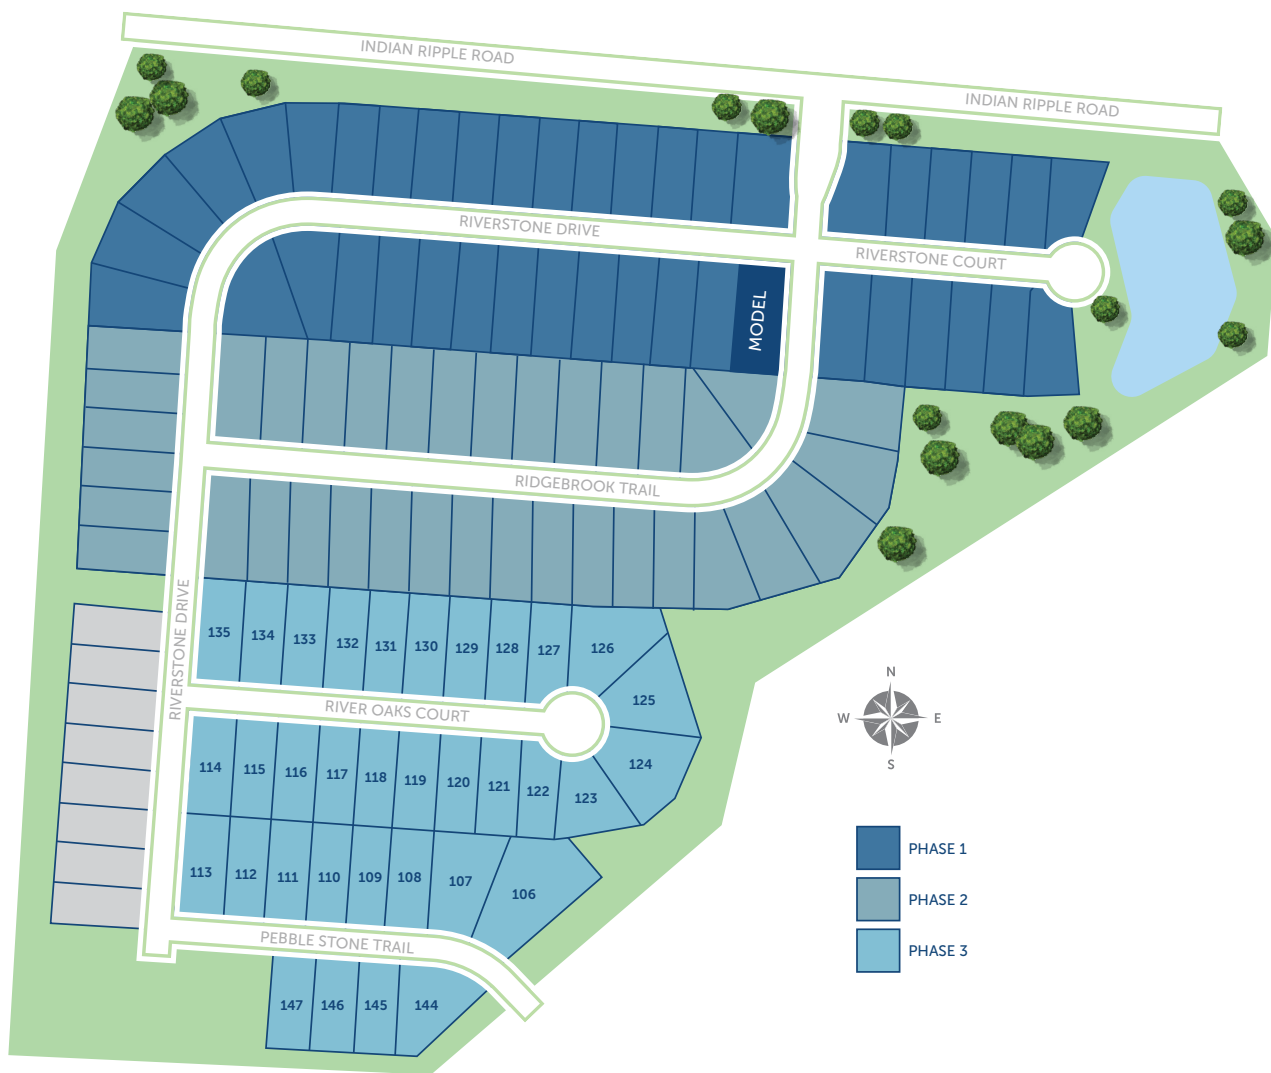 INDIAN RIPPLE ROAD
INDIAN RIPPLE ROAD
RIVERSTONE DRIVE
RIVERSTONE COURT
MODEL
RIDGEBROOK TRAIL
RIVERSTONE DRIVE
135 134 133 132 131 130 129 128 127 126
125
RIVER OAKS COURT
124
114 115 116 117 118 119 120 121 122 123
113 112 111 110 109 108 107 106
PEBBLE STONE TRAIL
147 146 145 144
N
W E
S
PHASE 1
PHASE 2
PHASE 3